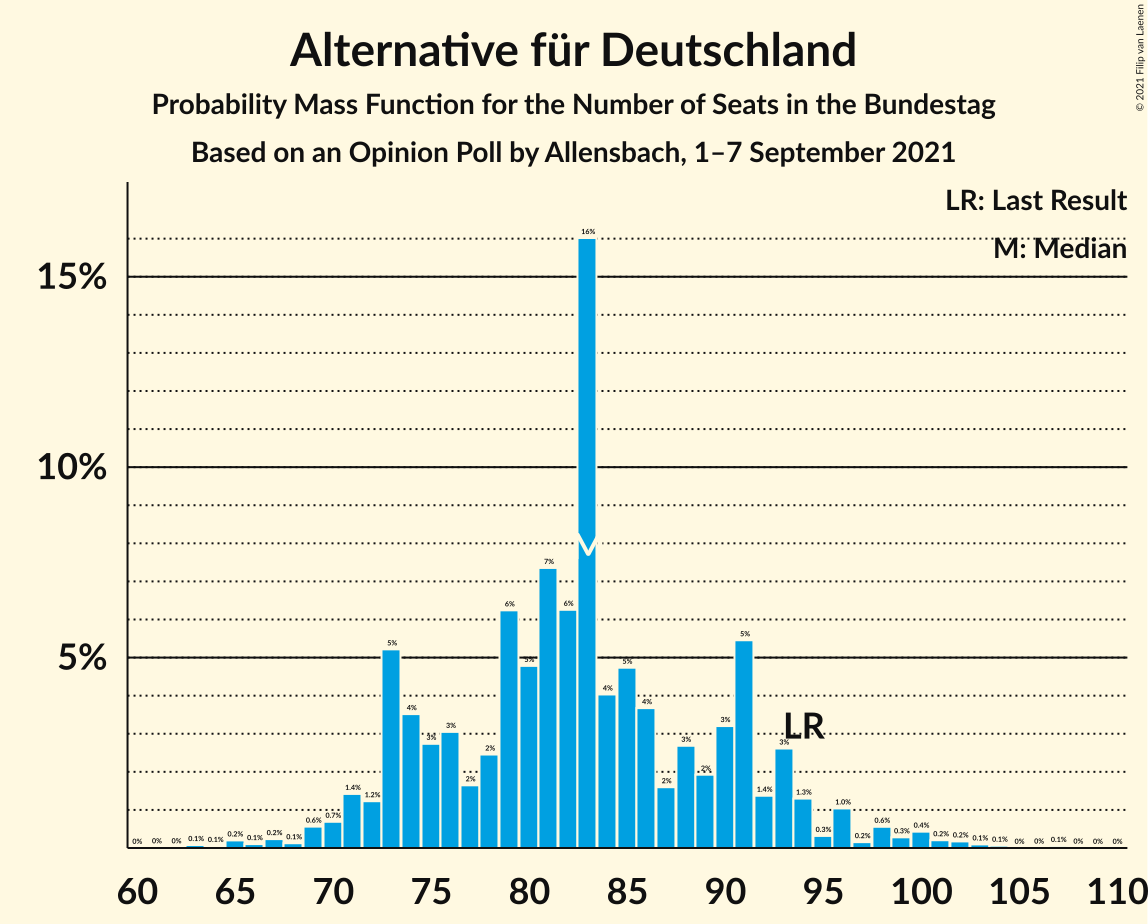 Alternative für Deutschland
Probability Mass Function for the Number of Seats in the Bundestag
Based on an Opinion Poll by Allensbach, 1–7 September 2021
© 2021 Filip van Laenen
LR: Last Result
M: Median
15%
10%
5%
0% 0% 0% 0.1% 0.1% 0.2% 0.1% 0.2% 0.1% 0.6% 0.7% 1.4% 1.2% 5% 4% 3% 3% 2% 2% 6% 5% 7% 6% 16% 4% 5% 4% 2% 3% 2% 3% 5% 1.4% 3% 1.3% 0.3% 1.0% 0.2% 0.6% 0.3% 0.4% 0.2% 0.2% 0.1% 0.1% 0% 0% 0.1% 0% 0% 0%
LR
60 65 70 75 80 85 90 95 100 105 110